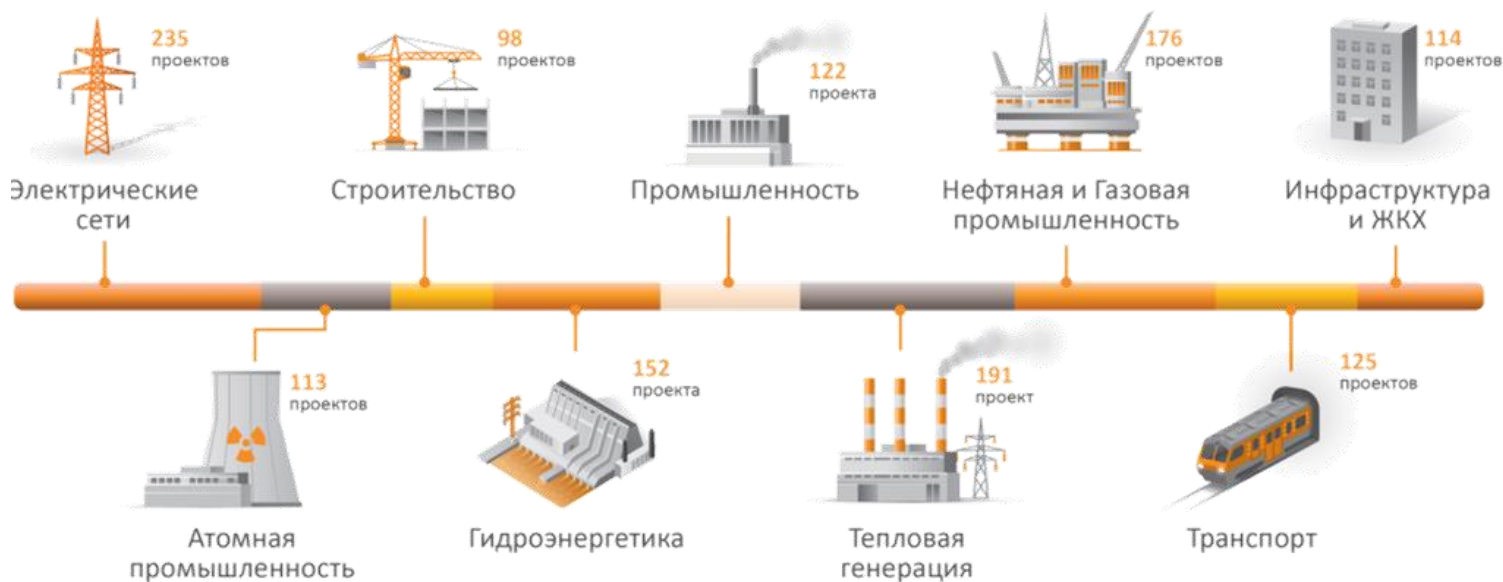 235
проектов
Электрические
сети
98
проектов
Строительство
122
проекта
Промышленность
176
проектов
Нефтяная и Газовая
промышленность
114
проектов
Инфраструктура
и ЖКХ
113
проектов
Атомная
промышленность
152
проекта
Гидроэнергетика
191
проект
Тепловая
генерация
125
проектов
Транспорт